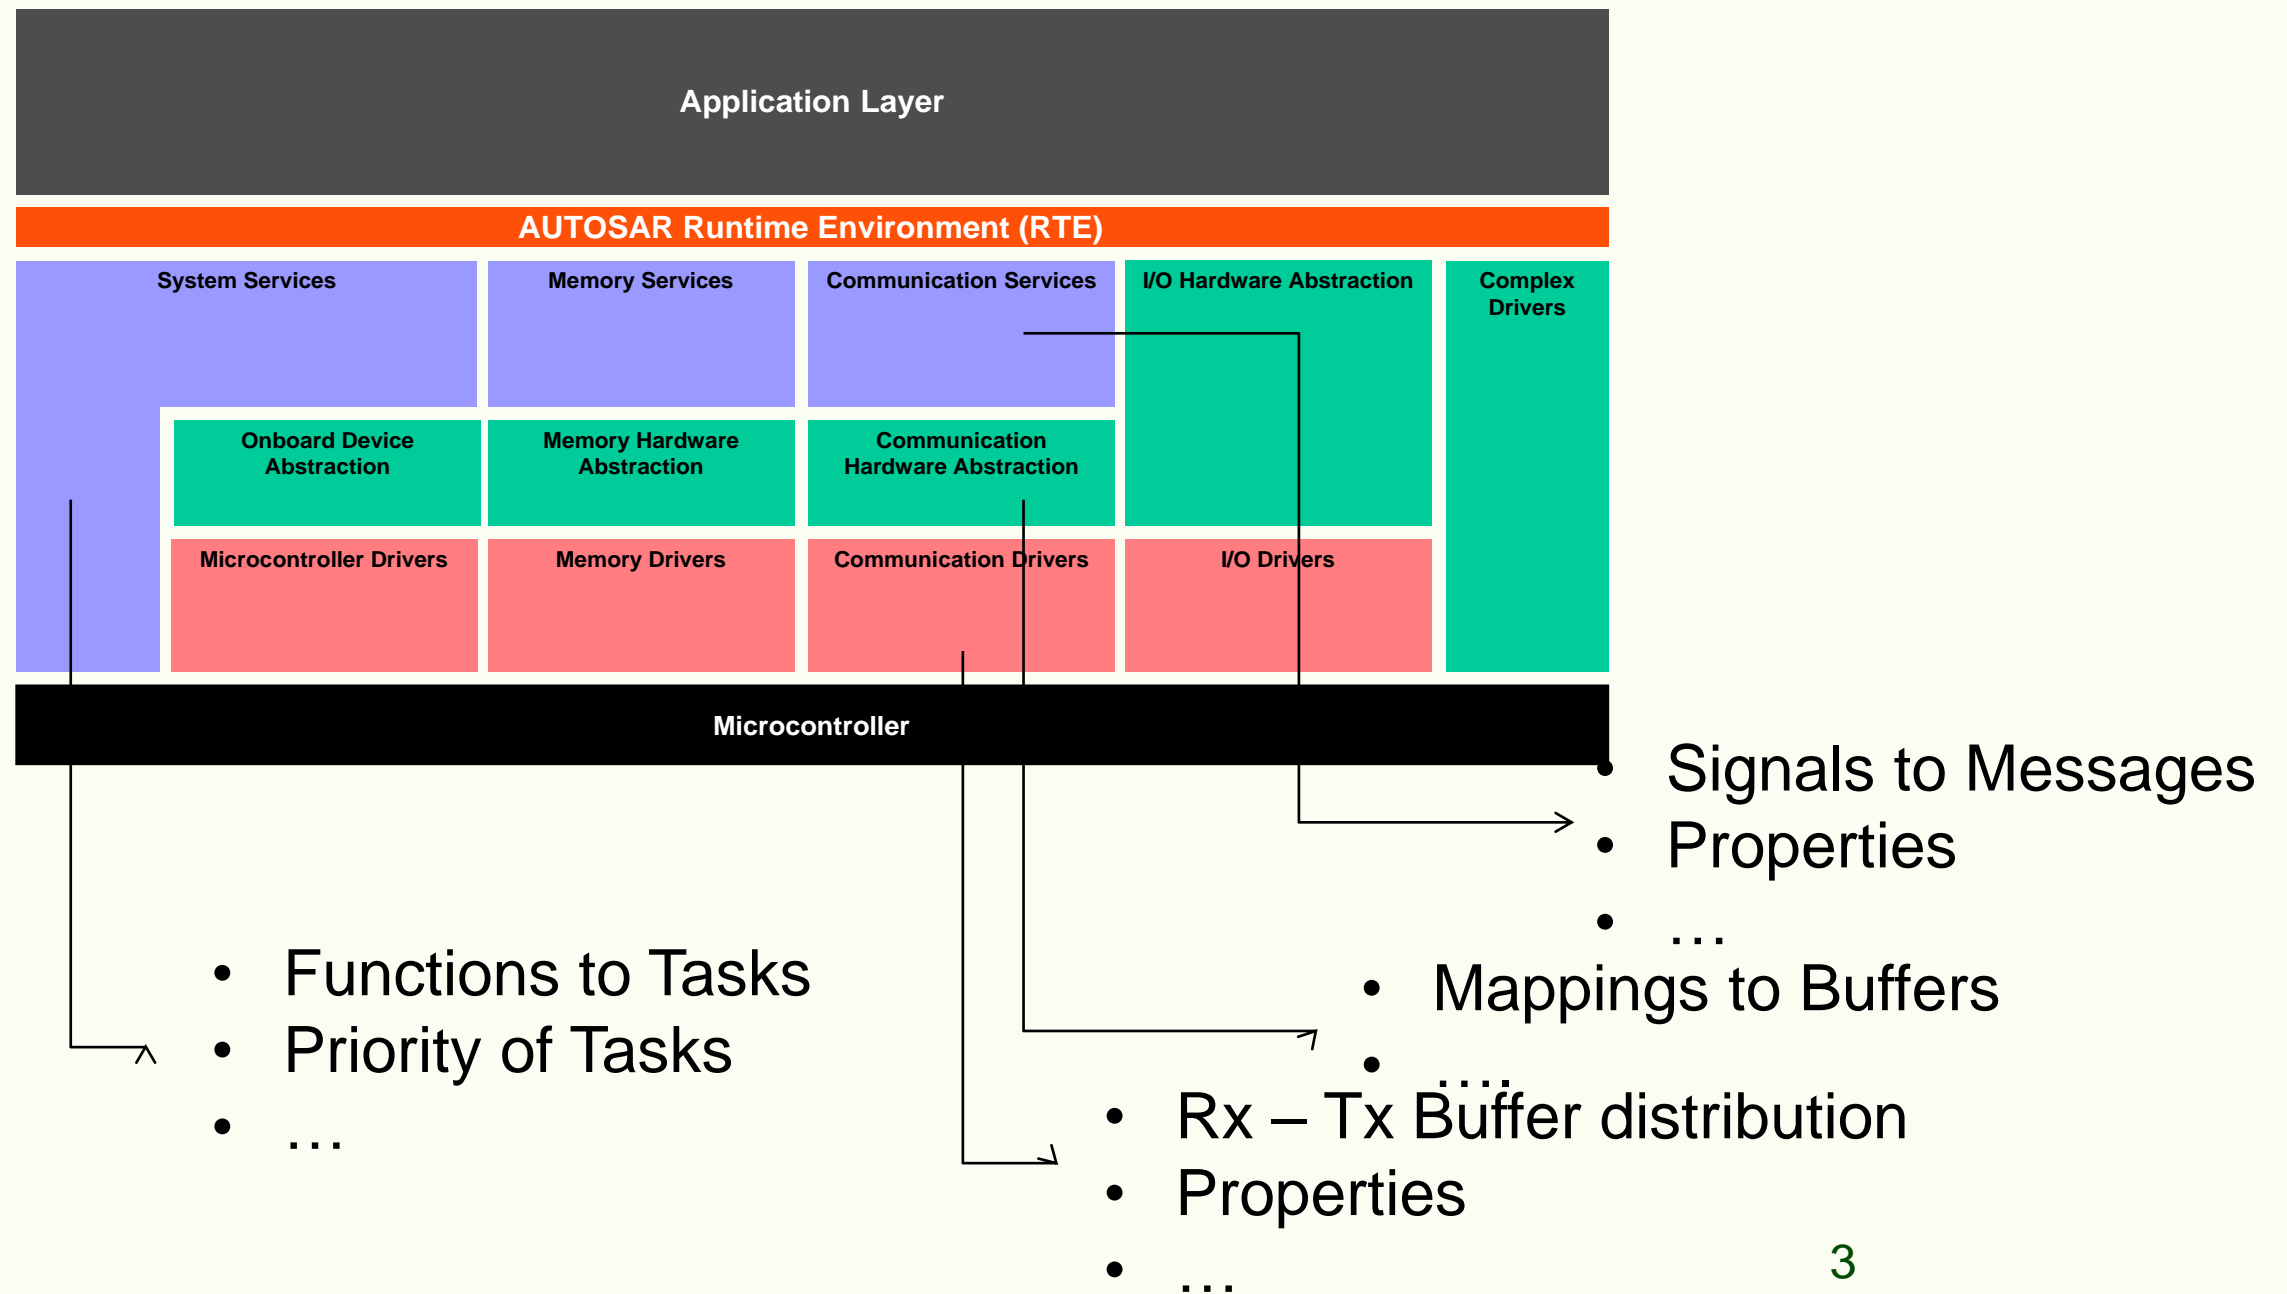 Application Layer
AUTOSAR Runtime Environment (RTE)
System Services
Memory Services
Communication Services
I/O Hardware Abstraction
Complex
Drivers
Onboard Device
Abstraction
Memory Hardware
Abstraction
Communication
Hardware Abstraction
Microcontroller Drivers
Memory Drivers
Communication Drivers
I/O Drivers
Microcontroller
• Signals to Messages
• Properties
• …
• Functions to Tasks
• Priority of Tasks
• …
• Mappings to Buffers
• ….
• Rx – Tx Buffer distribution
• Properties
• …
3